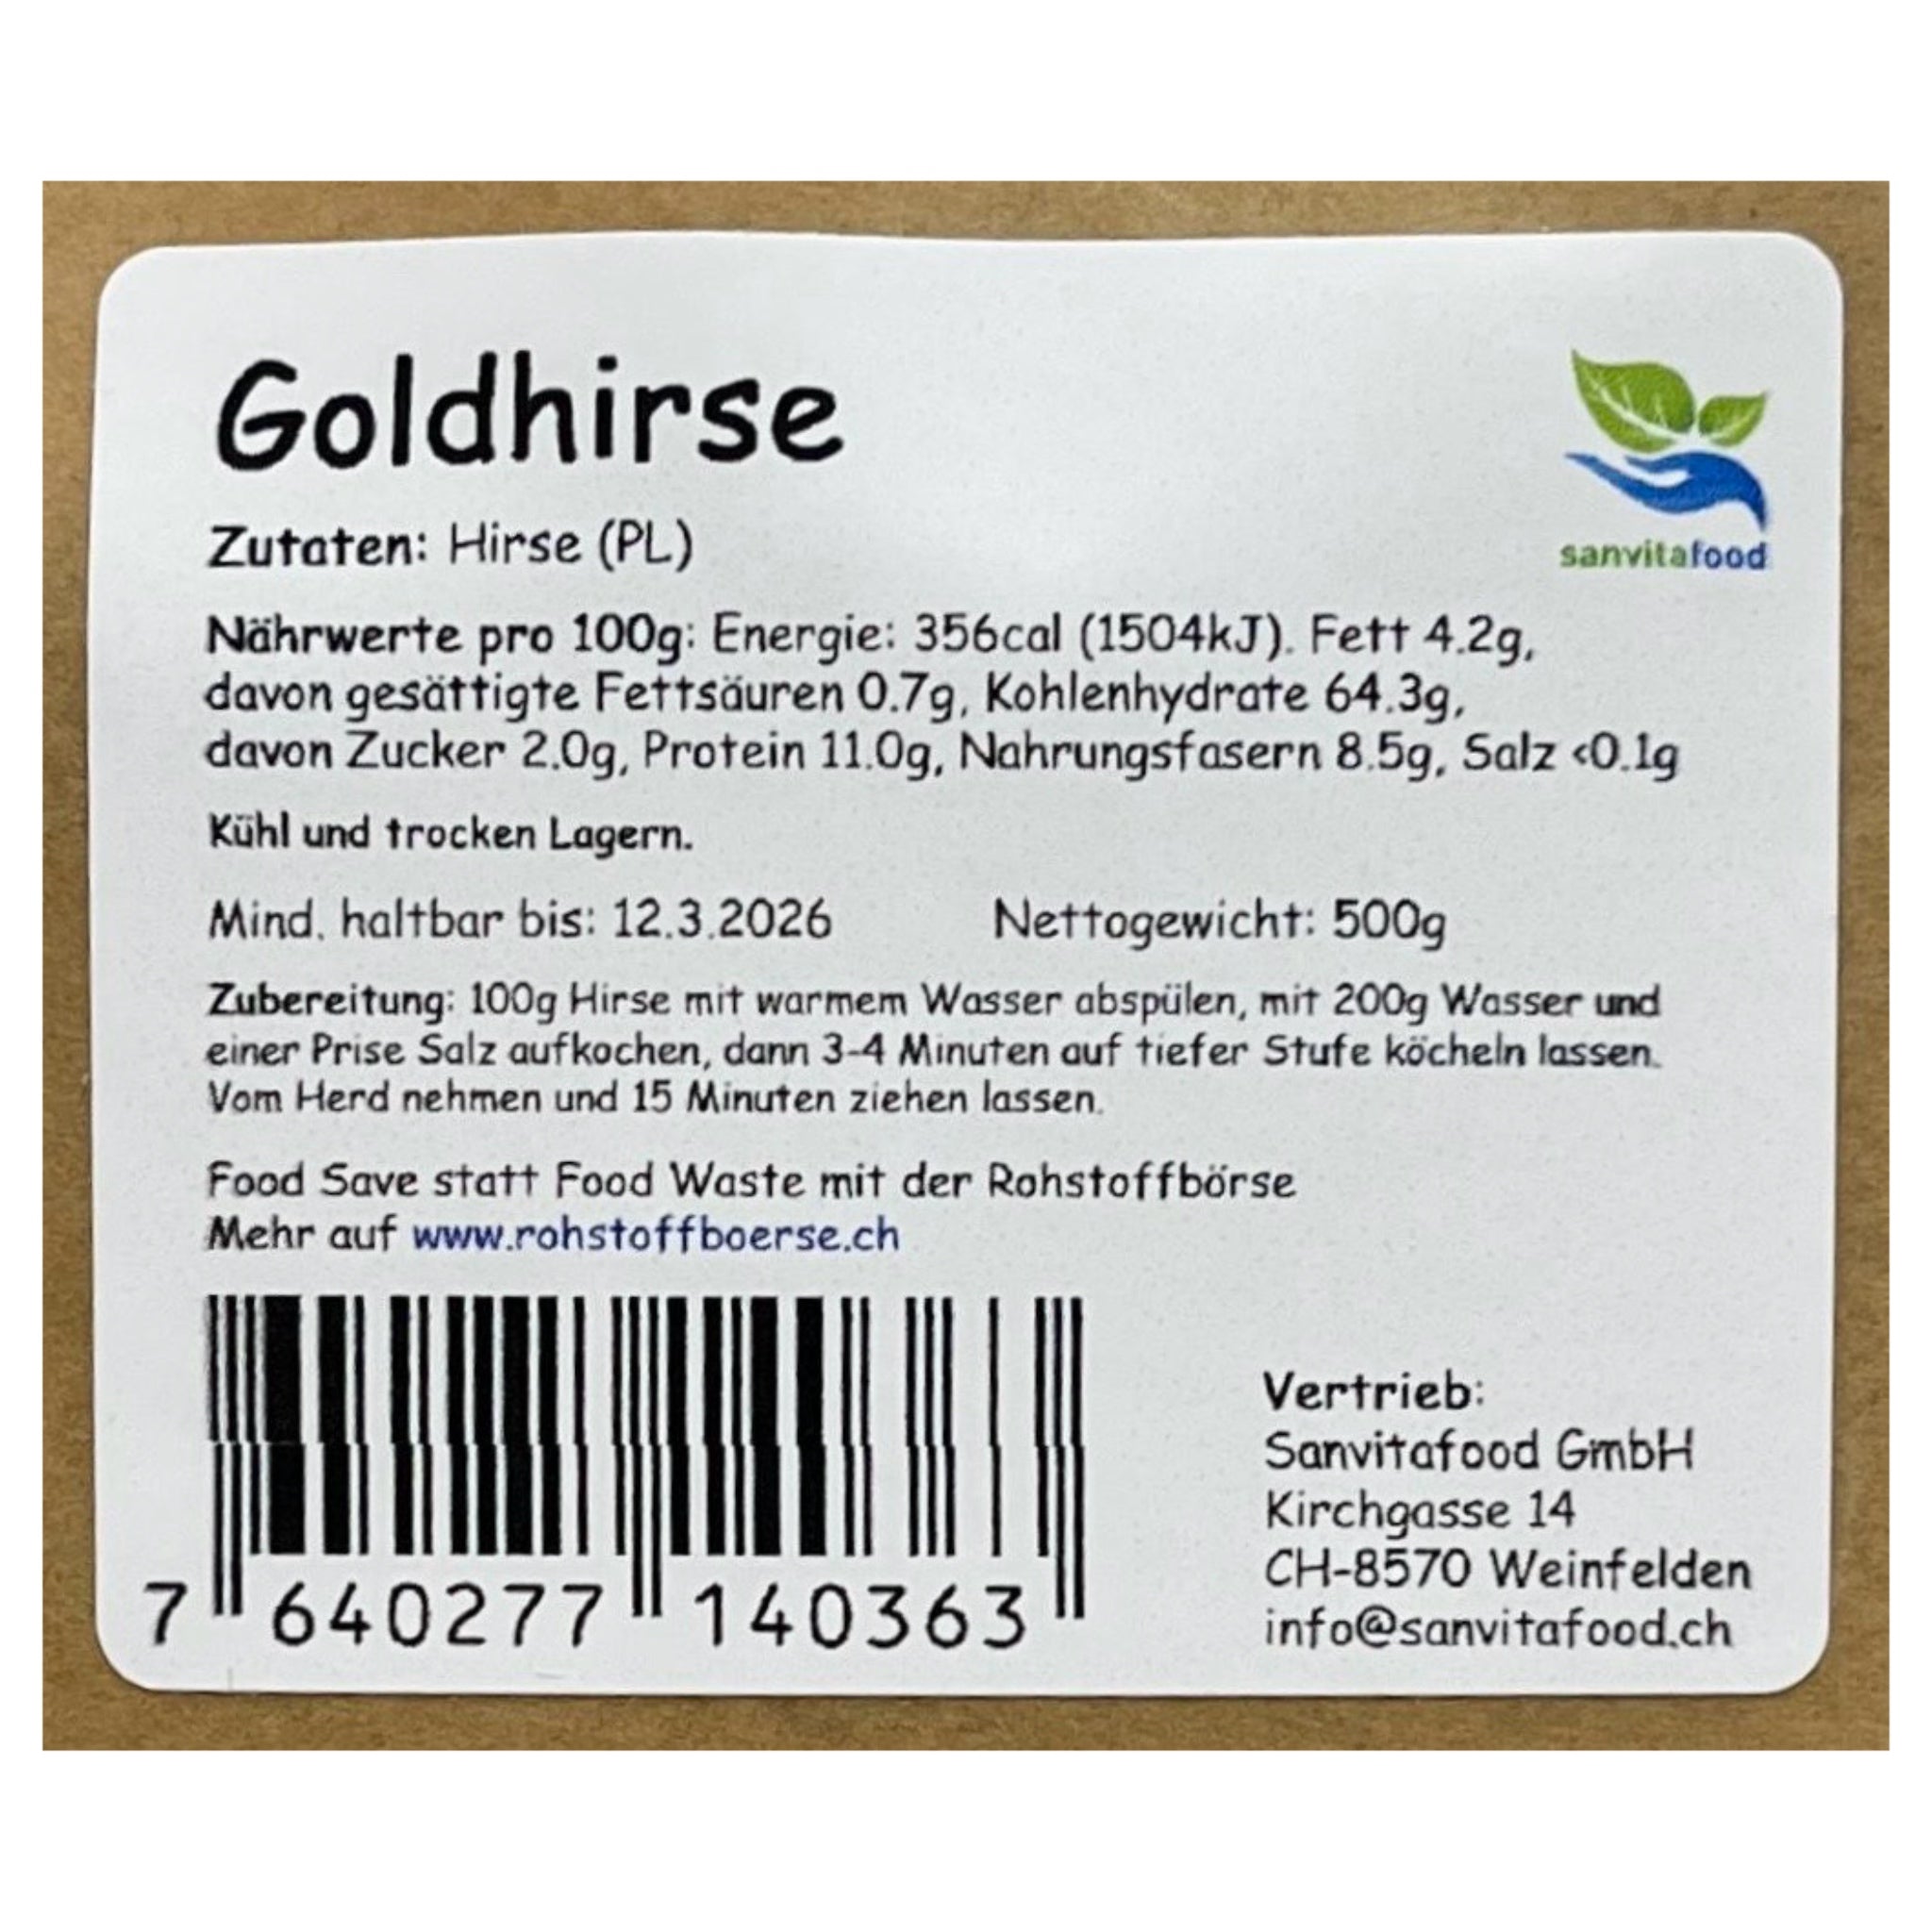 Goldhirse
sanvitafood
Zutaten: Hirse (PL)
Nährwerte pro 100g: Energie: 356cal (1504kJ). Fett 4.2g,
davon gesättigte Fettsäuren 0.7g, Kohlenhydrate 64.3g,
davon Zucker 2.0g, Protein 11.0g, Nahrungsfasern 8.5g, Salz <0.1g
Kühl und trocken Lagern.
Mind. haltbar bis: 12.3.2026 Nettogewicht: 500g
Zubereitung: 100g Hirse mit warmem Wasser abspülen, mit 200g Wasser und
einer Prise Salz aufkochen, dann 3-4 Minuten auf tiefer Stufe köcheln lassen.
Vom Herd nehmen und 15 Minuten ziehen lassen.
Food Save statt Food Waste mit der Rohstoffbörse
Mehr auf www.rohstoffboerse.ch
7 640277 140363
Vertrieb:
Sanvitafood GmbH
Kirchgasse 14
CH-8570 Weinfelden
info@sanvitafood.ch